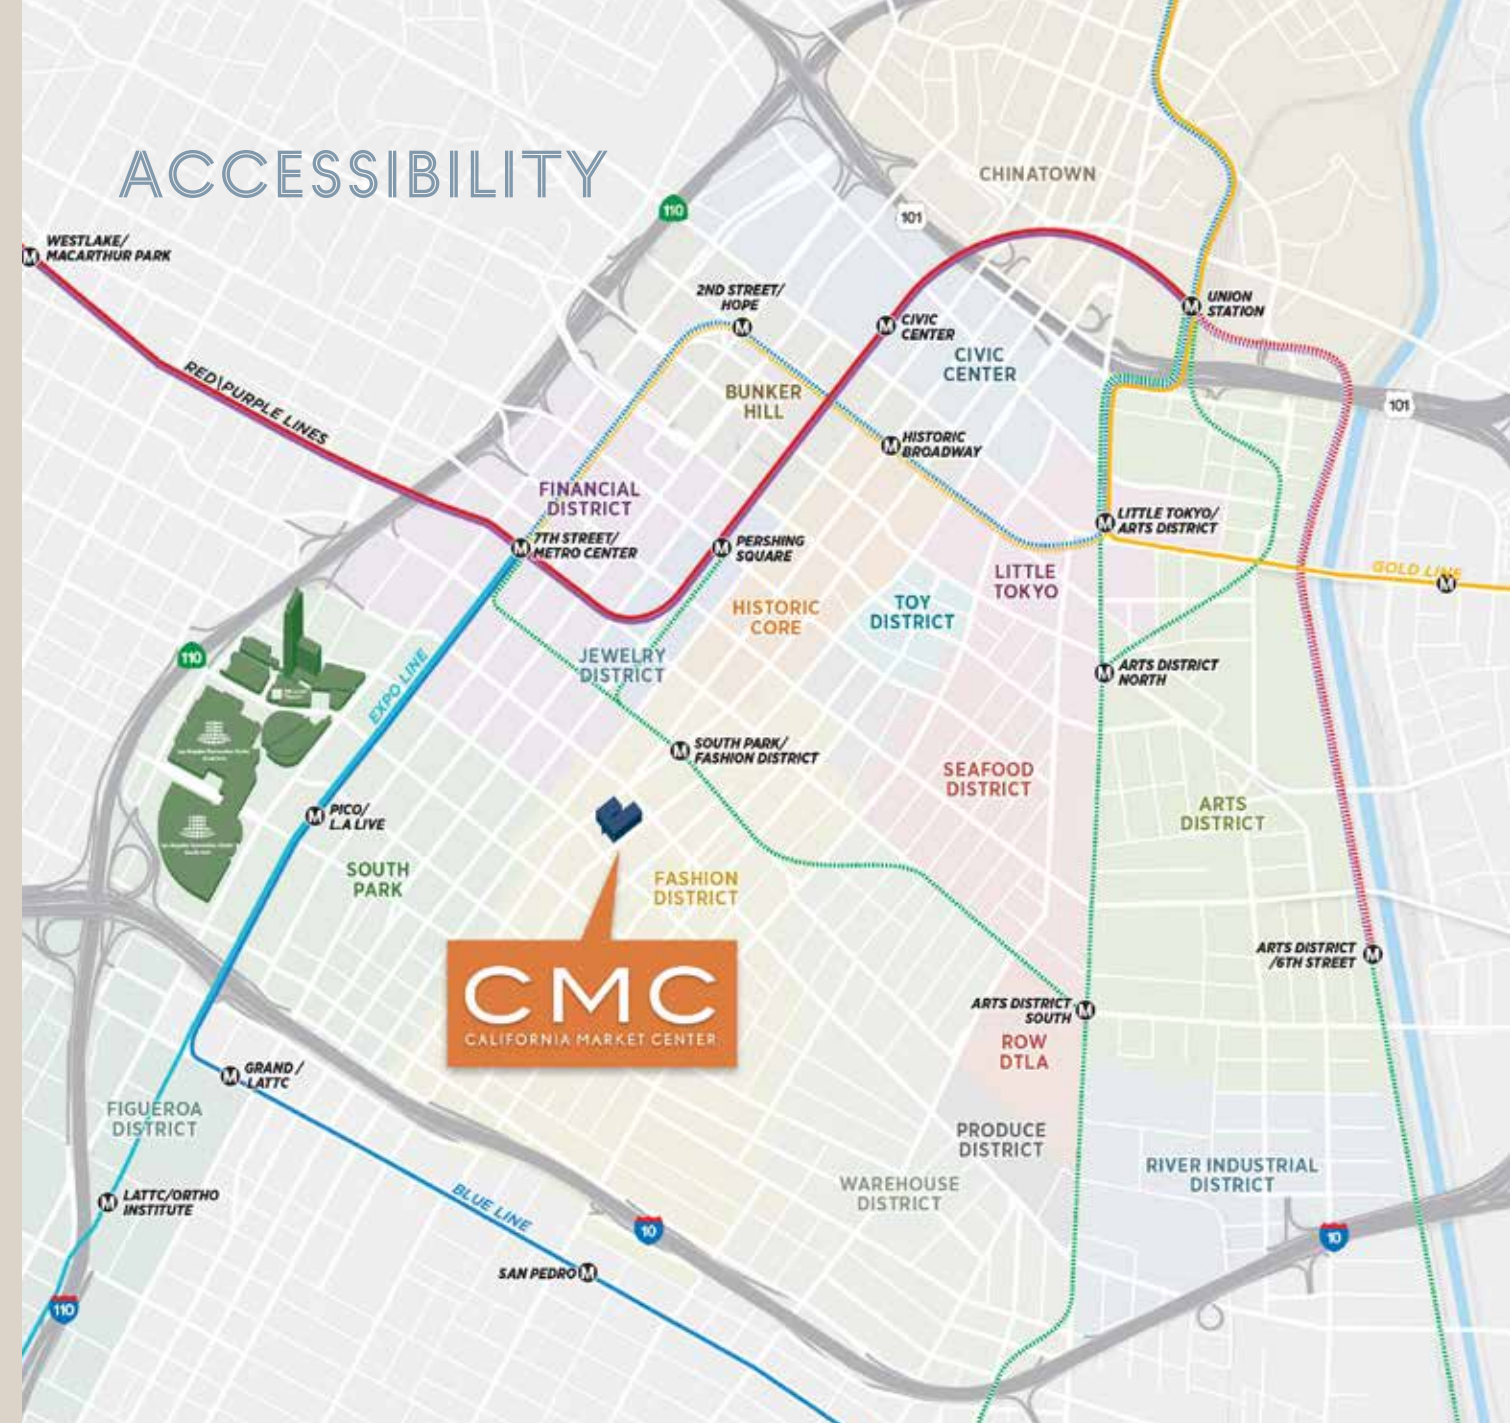 ACCESSIBILITY
CHINATOWN
110
101
WESTLAKE/
MACARTHUR PARK
M
2ND STREET/
HOPE
M
UNION
STATION
M
CIVIC
CENTER
M
CIVIC
CENTER
RED\PURPLE LINES
BUNKER
HILL
101
HISTORIC
BROADWAY
M
FINANCIAL
DISTRICT
LITTLE TOKYO/
ARTS DISTRICT
M
7TH STREET/
METRO CENTER
M
PERSHING
SQUARE
M
LITTLE
TOKYO
GOLD LINE
M
HISTORIC
CORE
TOY
DISTRICT
110
JEWELRY
DISTRICT
EXPO LINE
ARTS DISTRICT
NORTH
M
SOUTH PARK/
FASHION DISTRICT
M
SEAFOOD
DISTRICT
ARTS
DISTRICT
PICO/
L.A LIVE
M
SOUTH
PARK
FASHION
DISTRICT
ARTS DISTRICT
/6TH STREET
M
CMC
CALIFORNIA MARKET CENTER
ARTS DISTRICT
SOUTH
M
ROW
DTLA
GRAND /
LATTC
M
FIGUEROA
DISTRICT
PRODUCE
DISTRICT
RIVER INDUSTRIAL
DISTRICT
WAREHOUSE
DISTRICT
LATTC/ORTHO
INSTITUTE
M
BLUE LINE
10
10
SAN PEDRO
M
110